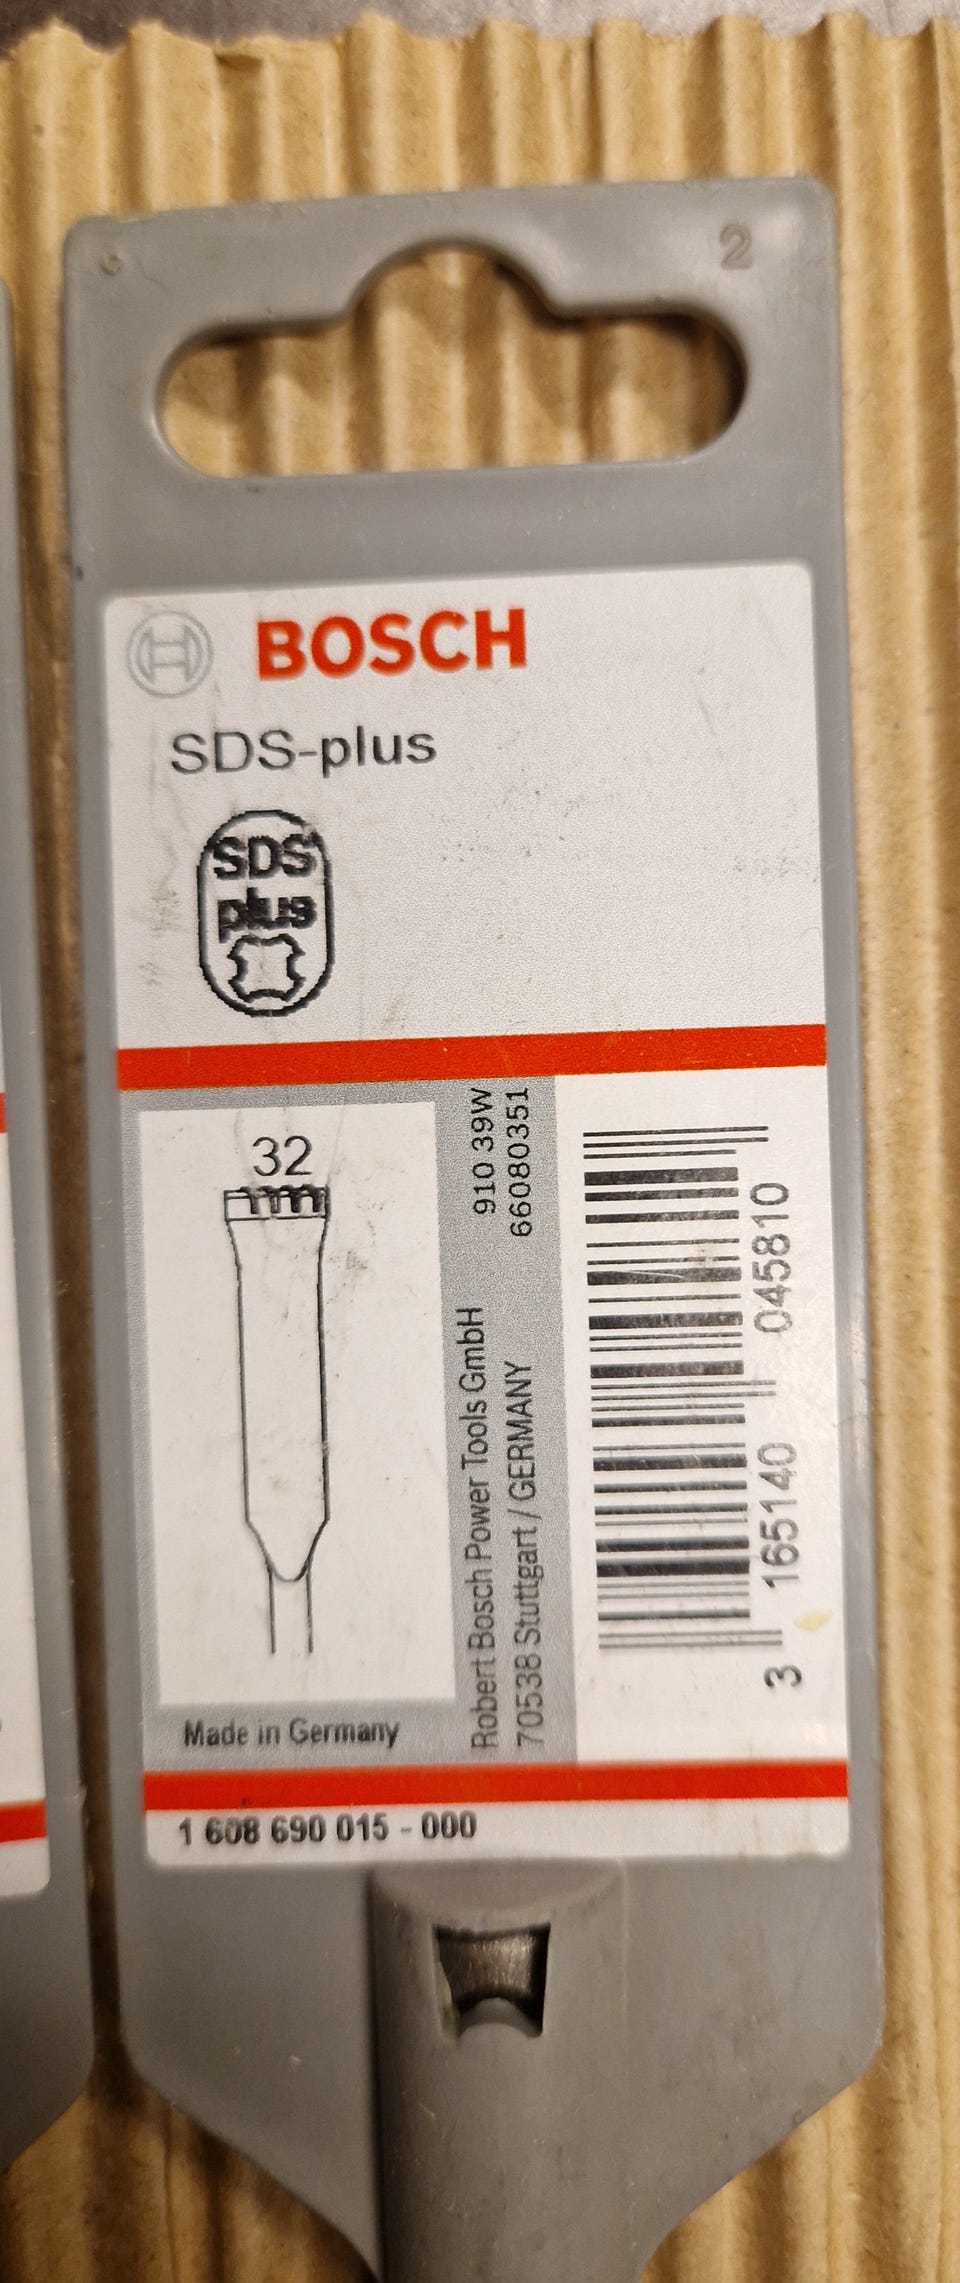 2
BOSCH
SDS-plus
SDS
plus
32
910 39W
66080351
Robert Bosch Power Tools GmbH
70538 Stuttgart / GERMANY
3 165140 045810
Made in Germany
1 608 690 015 - 000